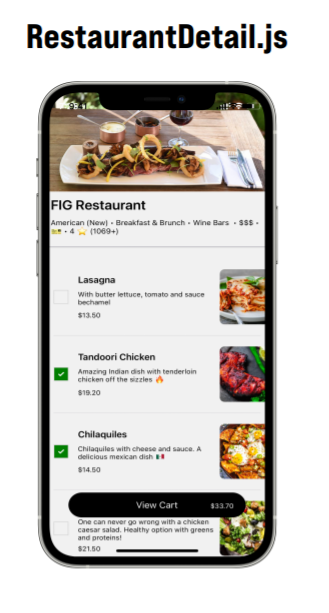 RestaurantDetail.js
9:41
FIG Restaurant
American (New) • Breakfast & Brunch • Wine Bars • $$$ •
🎫 • 4 ⭐ (1069+)
Lasagna
With butter lettuce, tomato and sauce
bechamel
$13.50
Tandoori Chicken
Amazing Indian dish with tenderloin
chicken off the sizzles 🔥
$19.20
Chilaquiles
Chilaquiles with cheese and sauce. A
delicious mexican dish 🇲🇽
$14.50
View Cart $33.70
One can never go wrong with a chicken
caesar salad. Healthy option with greens
and proteins!
$21.50